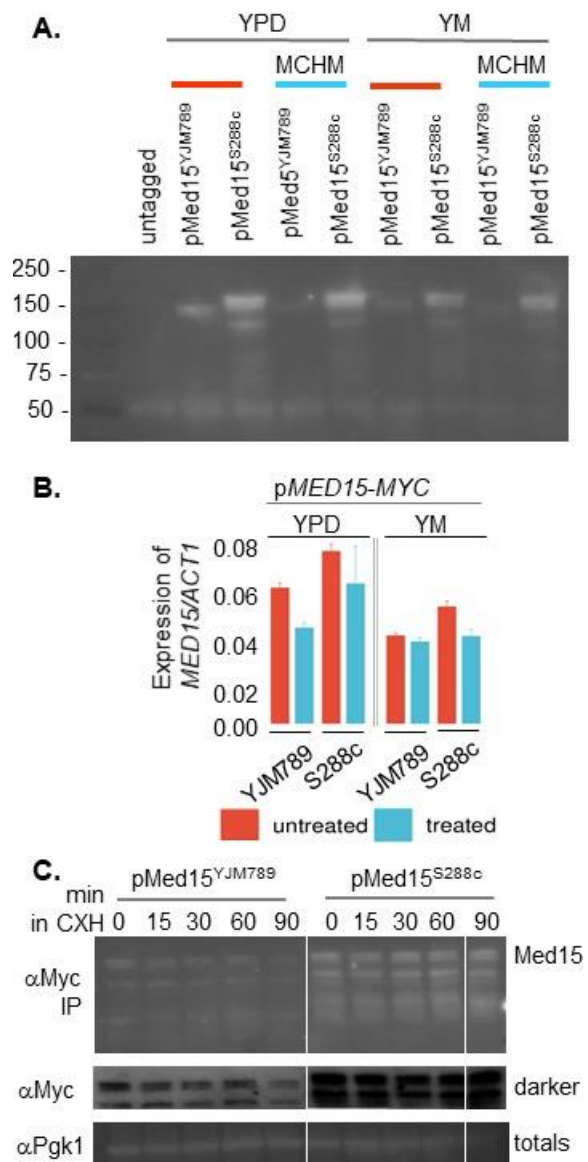 A.
YPD YM
MCHM MCHM
untagged pMed15YJM789 pMed15S288c pMed5YJM789 pMed15S288c pMed15YJM789 pMed15S288c pMed15YJM789 pMed15S288c
250 -
150 -
100 -
75 -
50 -
B.
pMED15-MYC
YPD YM
Expression of
MED15/ACT1
0.08
0.06
0.04
0.02
0.00
YJM789 S288c YJM789 S288c
untreated treated
C.
pMed15YJM789 pMed15S288c
min
in CXH 0 15 30 60 90 0 15 30 60 90
αMyc Med15
IP
αMyc darker
αPgk1 totals